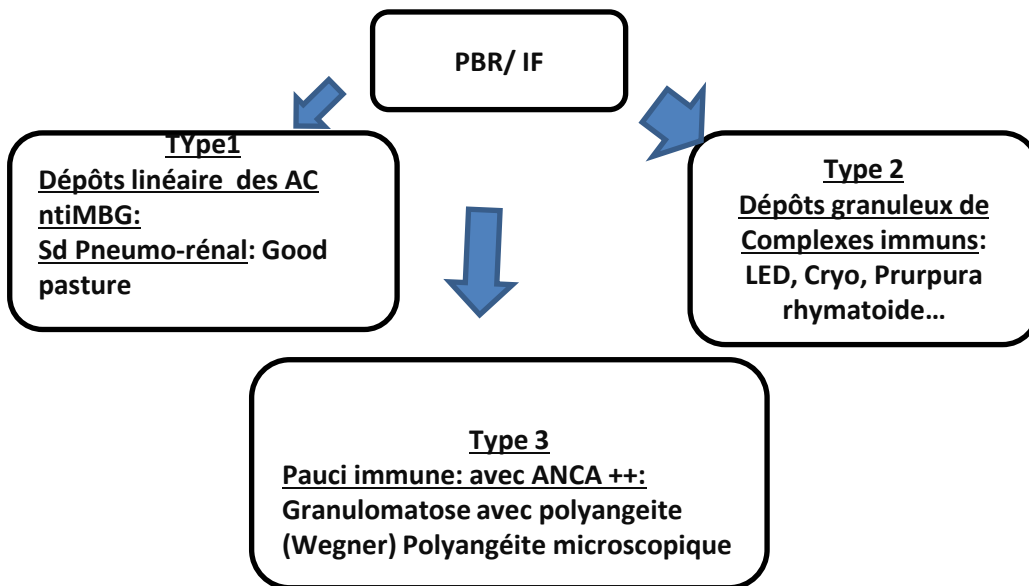 PBR/ IF
TYpe1
Dépôts linéaire des AC
ntiMBG:
Sd Pneumo-rénal: Good
pasture
Type 2
Dépôts granuleux de
Complexes immuns:
LED, Cryo, Prurpura
rhymatoide…
Type 3
Pauci immune: avec ANCA ++:
Granulomatose avec polyangeite
(Wegner) Polyangéite microscopique